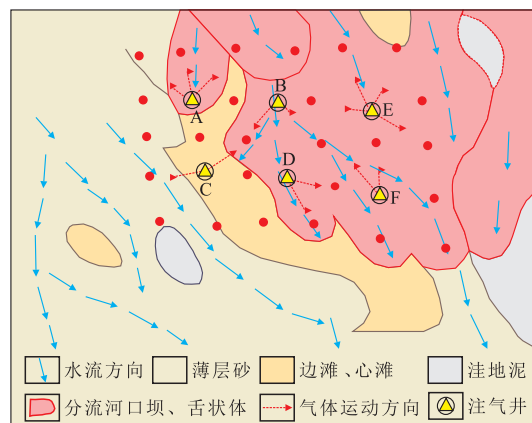 A
B
E
C
D
F
水流方向 薄层砂 边滩、心滩 洼地泥
分流河口坝、舌状体 气体运动方向 注气井